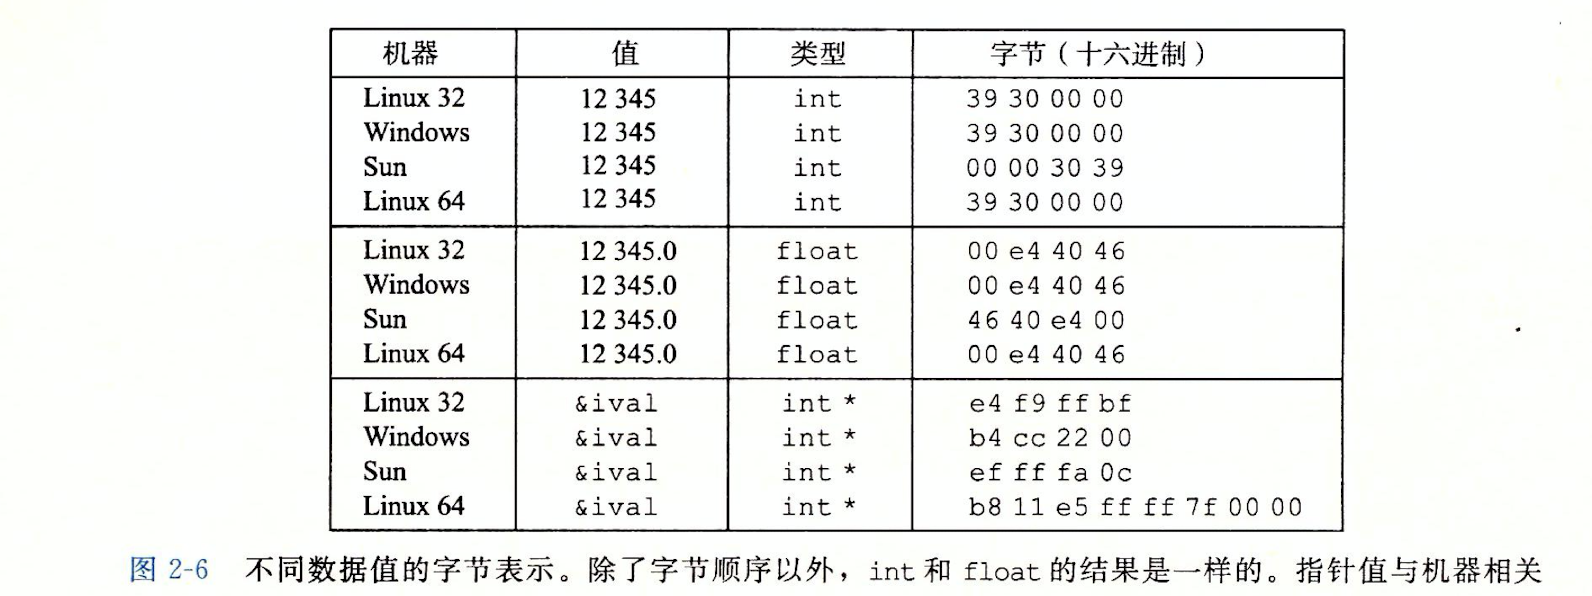 机器 值 类型 字节（十六进制）
Linux 32 12 345 int 39 30 00 00
Windows 12 345 int 39 30 00 00
Sun 12 345 int 00 00 30 39
Linux 64 12 345 int 39 30 00 00
Linux 32 12 345.0 float 00 e4 40 46
Windows 12 345.0 float 00 e4 40 46
Sun 12 345.0 float 46 40 e4 00
Linux 64 12 345.0 float 00 e4 40 46
Linux 32 &ival int * e4 f9 ff bf
Windows &ival int * b4 cc 22 00
Sun &ival int * ef ff fa 0c
Linux 64 &ival int * b8 11 e5 ff ff 7f 00 00
图 2-6 不同数据值的字节表示。除了字节顺序以外，int 和 float 的结果是一样的。指针值与机器相关